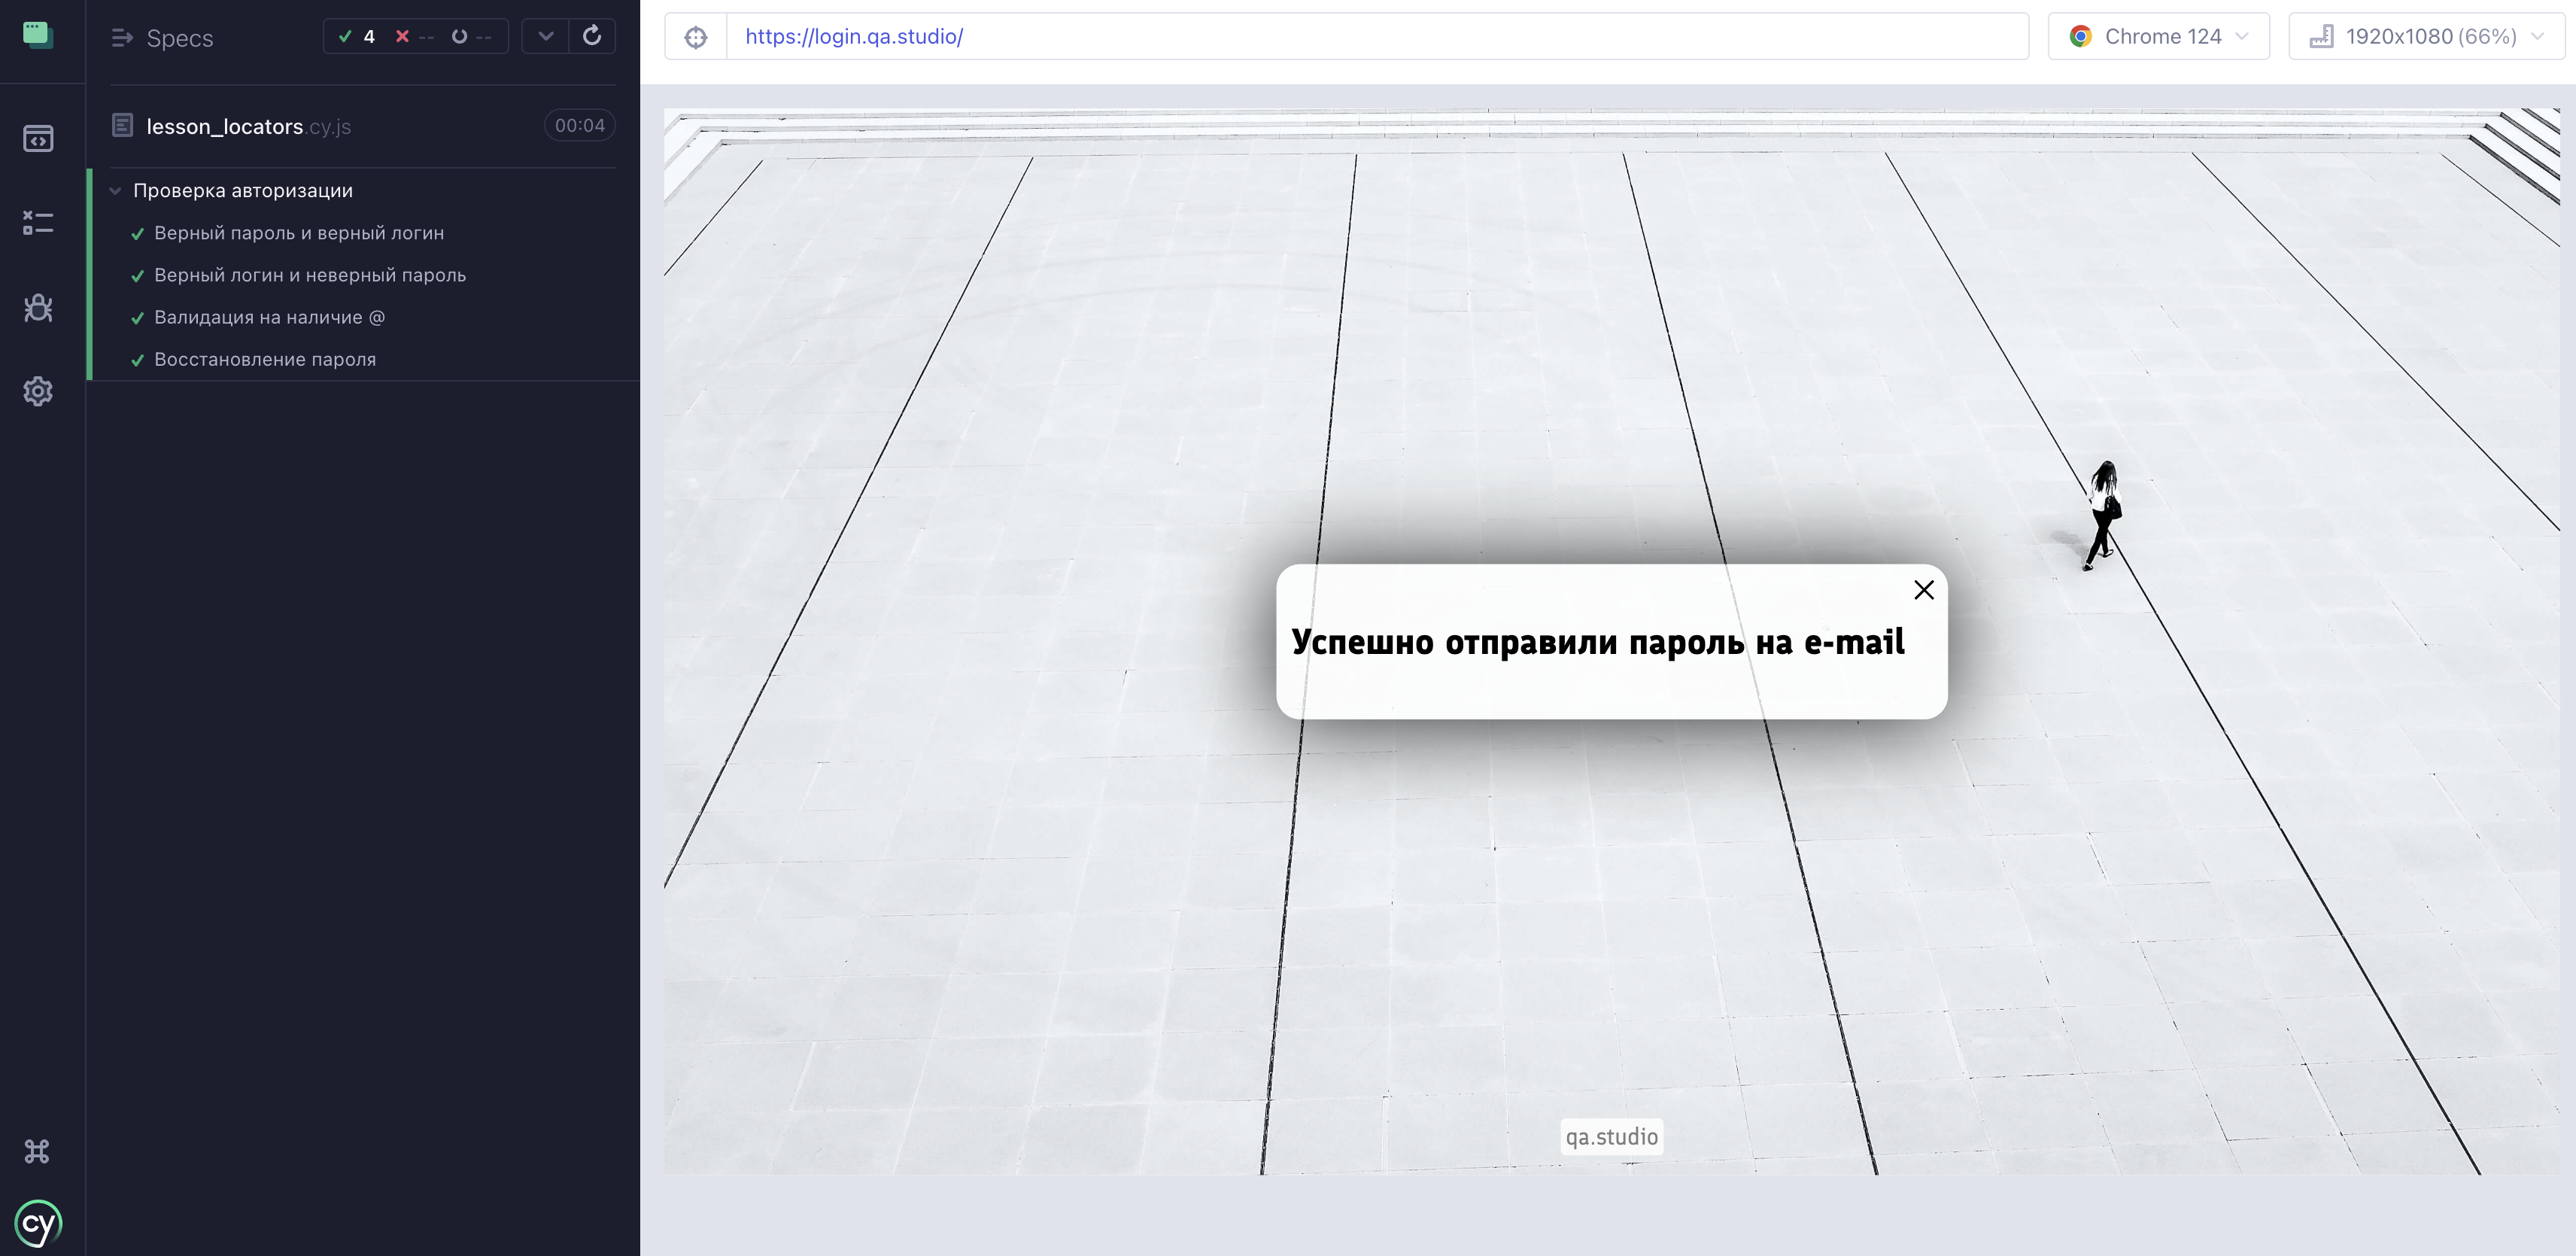 Specs
4 -- --
https://login.qa.studio/
Chrome 124
1920x1080 (66%)
lesson_locators.cy.js
00:04
Проверка авторизации
Верный пароль и верный логин
Верный логин и неверный пароль
Валидация на наличие @
Восстановление пароля
Успешно отправили пароль на e-mail
qa.studio
cy